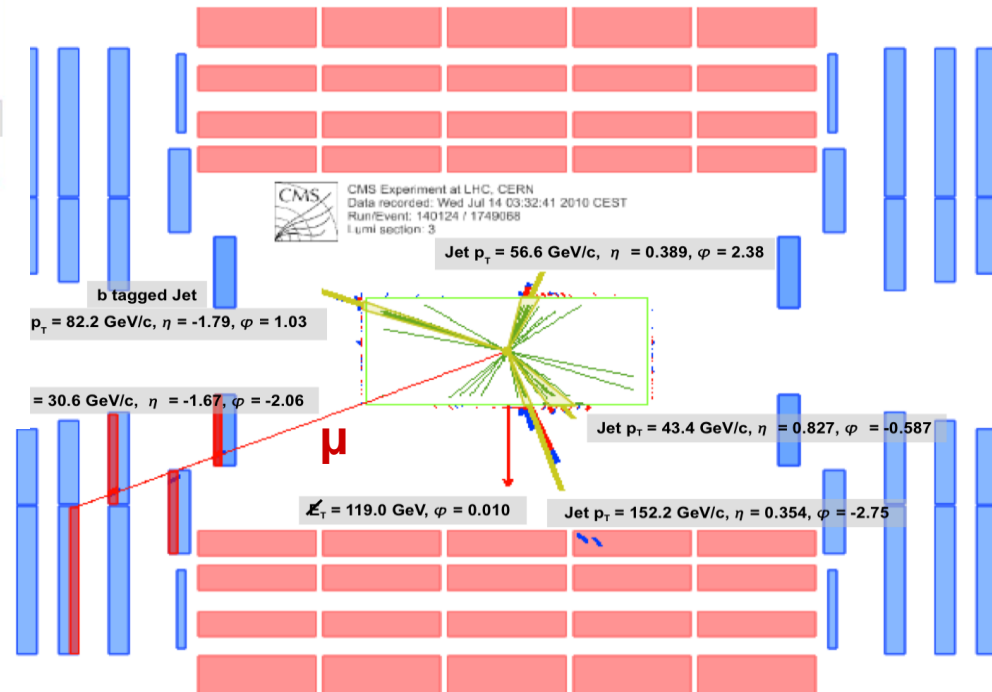 CMS
CMS Experiment at LHC, CERN
Data recorded: Wed Jul 14 03:32:41 2010 CEST
Run/Event: 140124 / 1749068
Lumi section: 3
Jet pT = 56.6 GeV/c, η = 0.389, φ = 2.38
b tagged Jet
pT = 82.2 GeV/c, η = -1.79, φ = 1.03
= 30.6 GeV/c, η = -1.67, φ = -2.06
μ
Jet pT = 43.4 GeV/c, η = 0.827, φ = -0.587
E̸T = 119.0 GeV, φ = 0.010
Jet pT = 152.2 GeV/c, η = 0.354, φ = -2.75